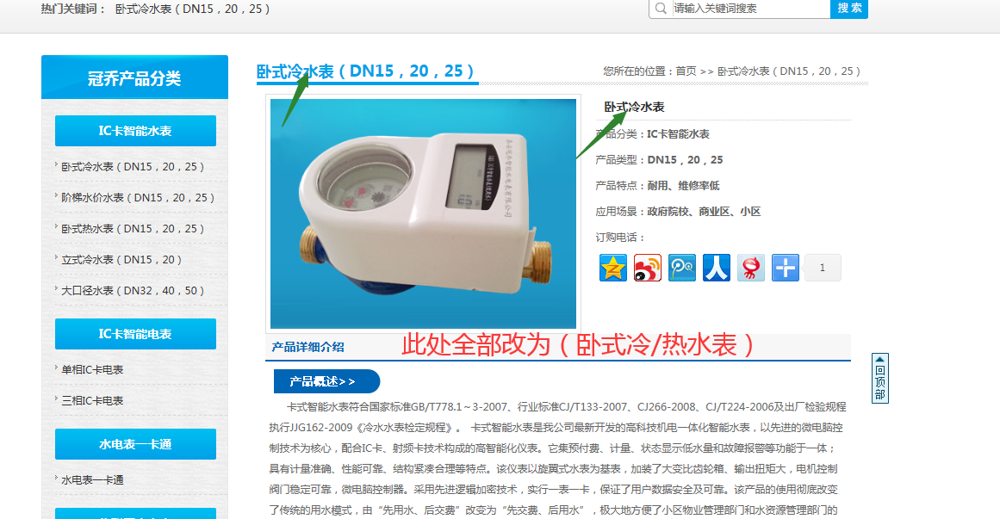 热门关键词： 卧式冷水表（DN15，20，25）
请输入关键词搜索
搜 索
冠乔产品分类
IC卡智能水表
卧式冷水表（DN15，20，25）
阶梯水价水表（DN15，20，25）
卧式热水表（DN15，20，25）
立式冷水表（DN15，20）
大口径水表（DN32，40，50）
IC卡智能电表
单相IC卡电表
三相IC卡电表
水电表一卡通
水电表一卡通
卧式冷水表（DN15，20，25）
您所在的位置：首页 >> 卧式冷水表（DN15，20，25）
卧式冷水表
产品分类：IC卡智能水表
产品类型：DN15，20，25
产品特点：耐用、维修率低
应用场景：政府院校、商业区、小区
订购电话：
1
此处全部改为（卧式冷/热水表）
产品详细介绍
产品概述>>
卡式智能水表符合国家标准GB/T778.1～3-2007、行业标准CJ/T133-2007、CJ266-2008、CJ/T224-2006及出厂检验规程
执行JJG162-2009《冷水水表检定规程》。 卡式智能水表是我公司最新开发的高科技机电一体化智能水表，以先进的微电脑控
制技术为核心，配合IC卡、射频卡技术构成的高智能化仪表。它集预付费、计量、状态显示低水量和故障报警等功能于一体；
具有计量准确、性能可靠、结构紧凑合理等特点。该仪表以旋翼式水表为基表，加装了大变比齿轮箱、输出扭矩大，电机控制
阀门稳定可靠，微电脑控制器。采用先进逻辑加密技术，实行一表一卡，保证了用户数据安全及可靠。该产品的使用彻底改变
了传统的用水模式，由“先用水、后交费”改变为“先交费、后用水”，极大地方便了小区物业管理部门和水资源管理部门的
回顶部